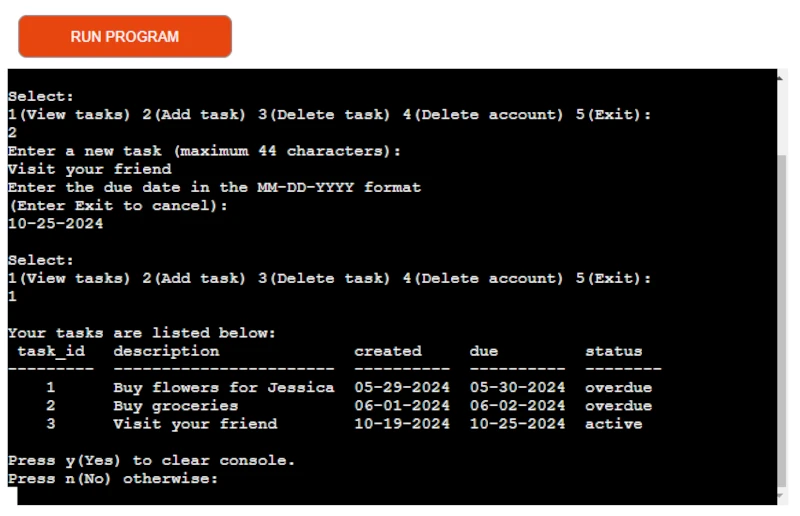 RUN PROGRAM
Select:
1(View tasks) 2(Add task) 3(Delete task) 4(Delete account) 5(Exit):
2
Enter a new task (maximum 44 characters):
Visit your friend
Enter the due date in the MM-DD-YYYY format
(Enter Exit to cancel):
10-25-2024
Select:
1(View tasks) 2(Add task) 3(Delete task) 4(Delete account) 5(Exit):
1
Your tasks are listed below:
task_id description created due status
--------- ----------------------- ---------- ---------- --------
1 Buy flowers for Jessica 05-29-2024 05-30-2024 overdue
2 Buy groceries 06-01-2024 06-02-2024 overdue
3 Visit your friend 10-19-2024 10-25-2024 active
Press y(Yes) to clear console.
Press n(No) otherwise: